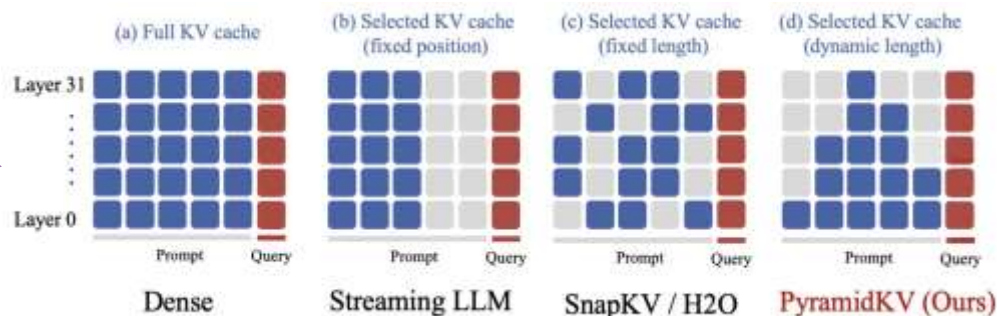 (a) Full KV cache
(b) Selected KV cache
(fixed position)
(c) Selected KV cache
(fixed length)
(d) Selected KV cache
(dynamic length)
Layer 31
Layer 0
Prompt Query
Prompt Query
Prompt Query
Prompt Query
Dense
Streaming LLM
SnapKV / H2O
PyramidKV (Ours)